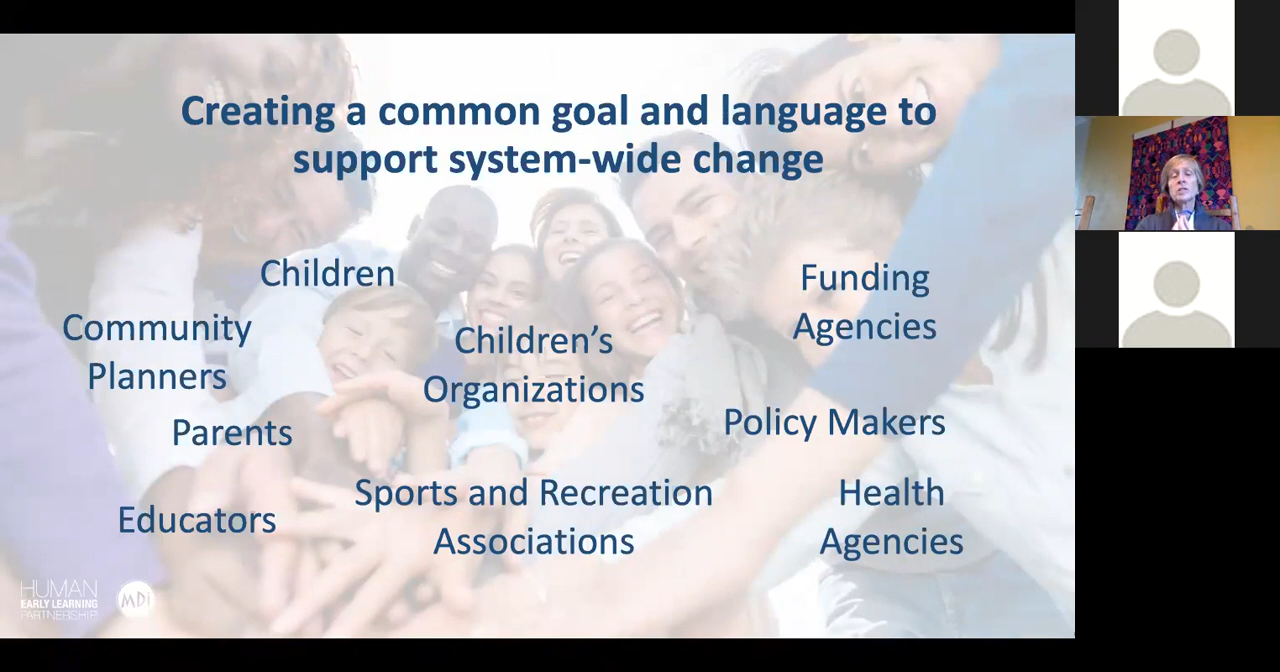 Creating a common goal and language to
support system-wide change
Children
Community
Planners
Parents
Educators
Children’s
Organizations
Sports and Recreation
Associations
Funding
Agencies
Policy Makers
Health
Agencies
HUMAN
EARLY LEARNING
PARTNERSHIP
MDi